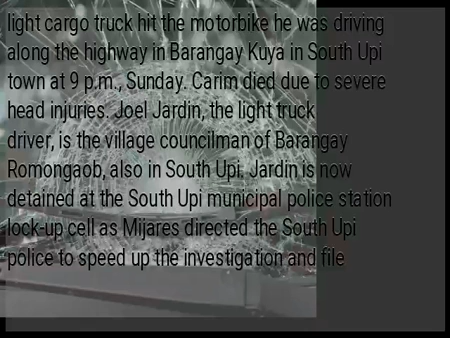 light cargo truck hit the motorbike he was driving
along the highway in Barangay Kuya in South Upi
town at 9 p.m., Sunday. Carim died due to severe
head injuries. Joel Jardin, the light truck
driver, is the village councilman of Barangay
Romongaob, also in South Upi. Jardin is now
detained at the South Upi municipal police station
lock-up cell as Mijares directed the South Upi
police to speed up the investigation and file